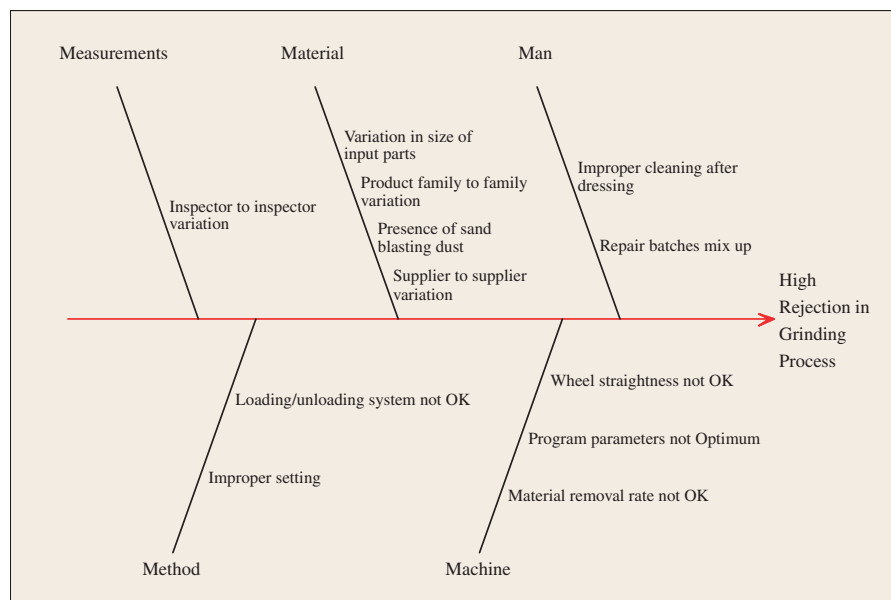 Measurements
Material
Man
Variation in size of
input parts
Product family to family
variation
Presence of sand
blasting dust
Supplier to supplier
variation
Inspector to inspector
variation
Improper cleaning after
dressing
Repair batches mix up
High
Rejection in
Grinding
Process
Loading/unloading system not OK
Improper setting
Wheel straightness not OK
Program parameters not Optimum
Material removal rate not OK
Method
Machine